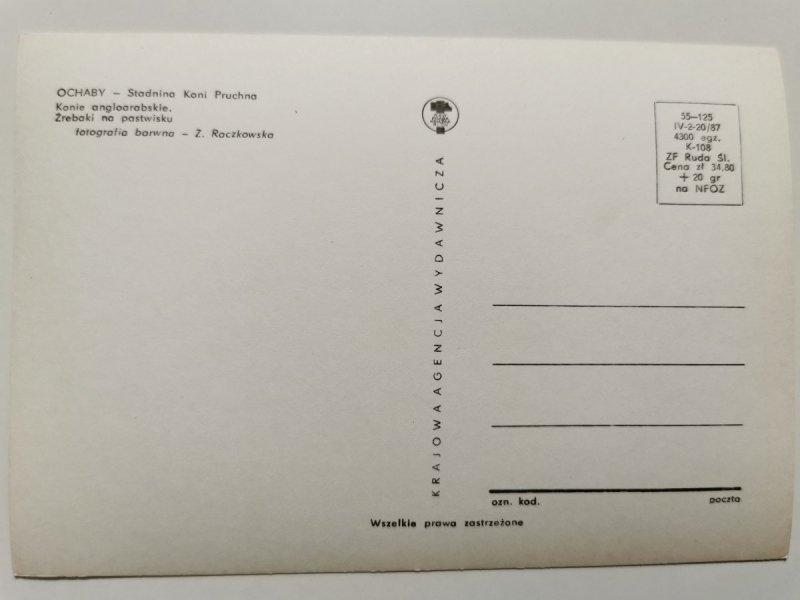 OCHABY – Stadnina Koni Pruchna
Konie angloarabskie.
Źrebaki na pastwisku
fotografia barwna – Z. Raczkowska
KRAJOWA AGENCJA WYDAWNICZA
55–125
IV-2-20/87
4300 egz.
K-108
ZF Ruda Śl.
Cena zł 34,80
+ 20 gr
na NFOZ
ozn. kod. poczta
Wszelkie prawa zastrzeżone